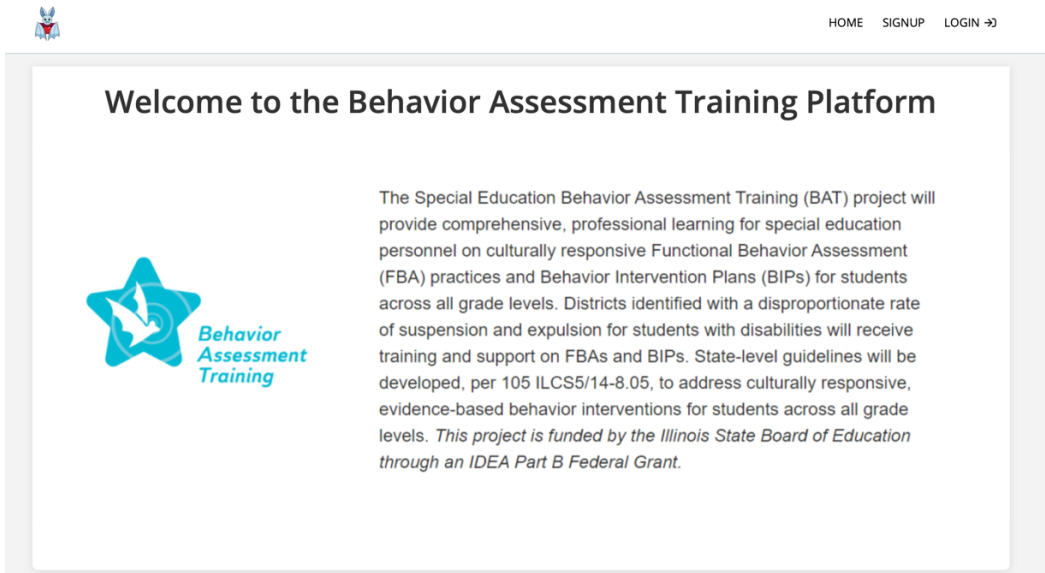 HOME SIGNUP LOGIN
Welcome to the Behavior Assessment Training Platform
Behavior
Assessment
Training
The Special Education Behavior Assessment Training (BAT) project will
provide comprehensive, professional learning for special education
personnel on culturally responsive Functional Behavior Assessment
(FBA) practices and Behavior Intervention Plans (BIPs) for students
across all grade levels. Districts identified with a disproportionate rate
of suspension and expulsion for students with disabilities will receive
training and support on FBAs and BIPs. State-level guidelines will be
developed, per 105 ILCS5/14-8.05, to address culturally responsive,
evidence-based behavior interventions for students across all grade
levels. This project is funded by the Illinois State Board of Education
through an IDEA Part B Federal Grant.